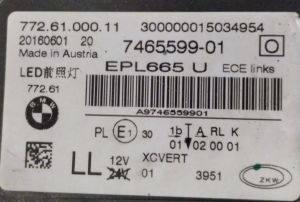 772.61.000.11 300000015034954
20160601 20 7465599-01
Made in Austria
EPL665 U ECE links
LED前照灯
772.61
BMW
A9746559901
PL E1 30 1b T A RL K
01 02 00 01
LL 12V XCVERT
24V 01 3951
ZKW